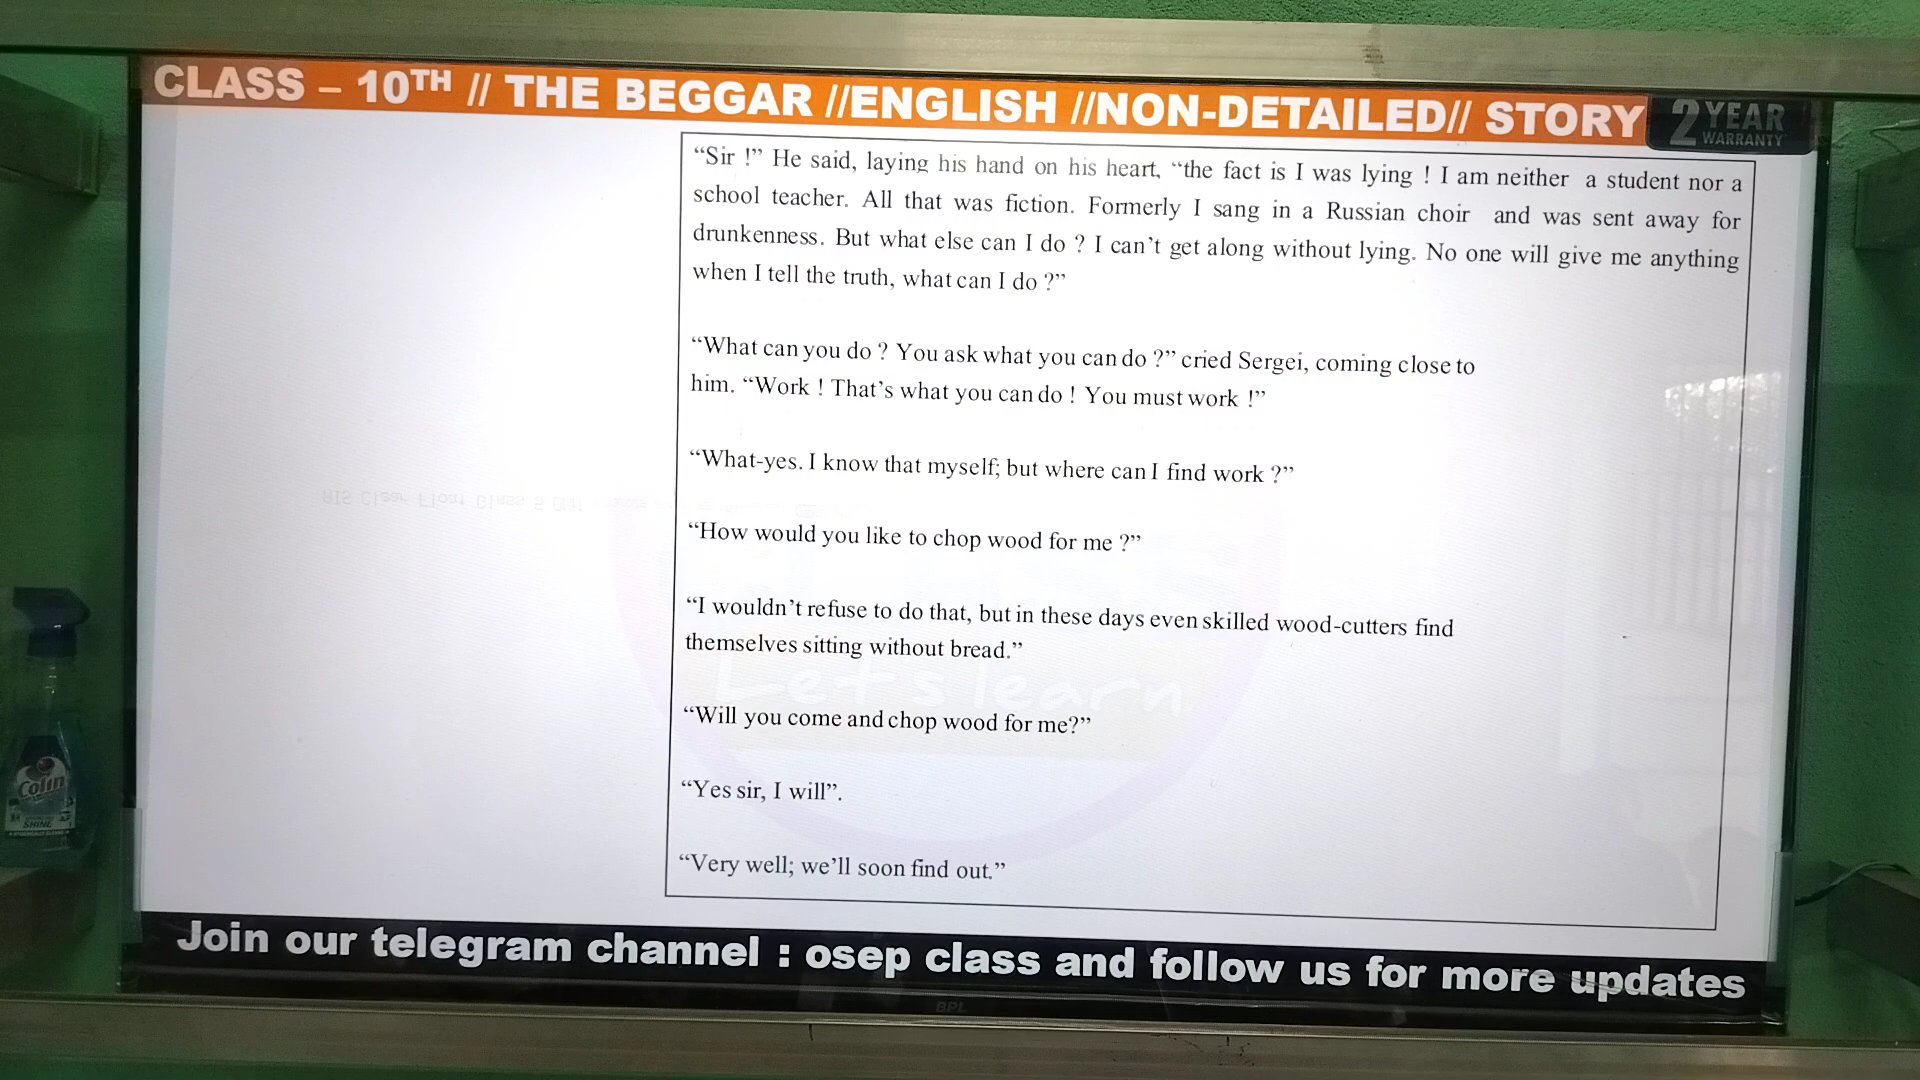 CLASS – 10TH // THE BEGGAR //ENGLISH //NON-DETAILED// STORY
2 YEAR
WARRANTY
“Sir !” He said, laying his hand on his heart, “the fact is I was lying ! I am neither a student nor a
school teacher. All that was fiction. Formerly I sang in a Russian choir and was sent away for
drunkenness. But what else can I do ? I can’t get along without lying. No one will give me anything
when I tell the truth, what can I do ?”
“What can you do ? You ask what you can do ?” cried Sergei, coming close to
him. “Work ! That’s what you can do ! You must work !”
“What-yes. I know that myself; but where can I find work ?”
“How would you like to chop wood for me ?”
“I wouldn’t refuse to do that, but in these days even skilled wood-cutters find
themselves sitting without bread.”
Let's learn
“Will you come and chop wood for me?”
“Yes sir, I will”.
“Very well; we’ll soon find out.”
Join our telegram channel : osep class and follow us for more updates
BPL
Colin
SHINE